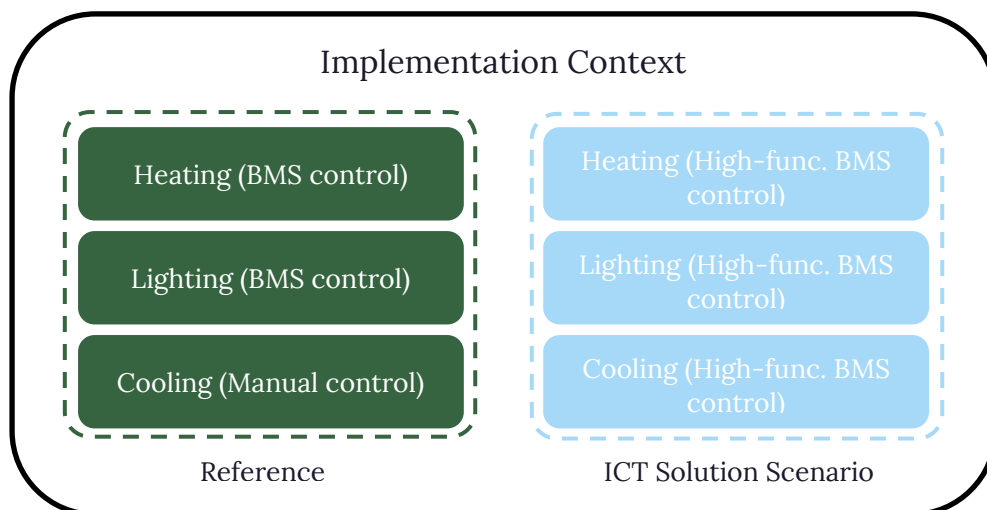 Implementation Context
Heating (BMS control)
Lighting (BMS control)
Cooling (Manual control)
Reference
Heating (High-func. BMS
control)
Lighting (High-func. BMS
control)
Cooling (High-func. BMS
control)
ICT Solution Scenario